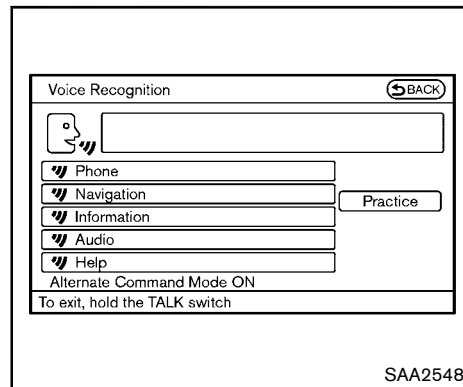 Voice Recognition
BACK
Phone
Navigation
Practice
Information
Audio
Help
Alternate Command Mode ON
To exit, hold the TALK switch
SAA2548